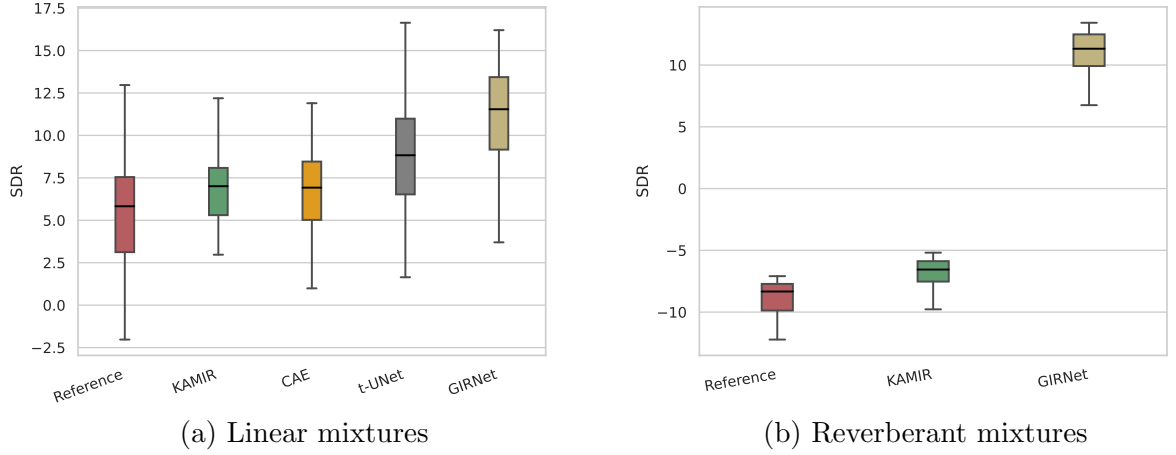 17.5
15.0
12.5
10.0
7.5
5.0
2.5
0.0
−2.5
SDR
Reference
KAMIR
CAE
t-UNet
GIRNet
(a) Linear mixtures
10
5
0
−5
−10
SDR
Reference
KAMIR
GIRNet
(b) Reverberant mixtures